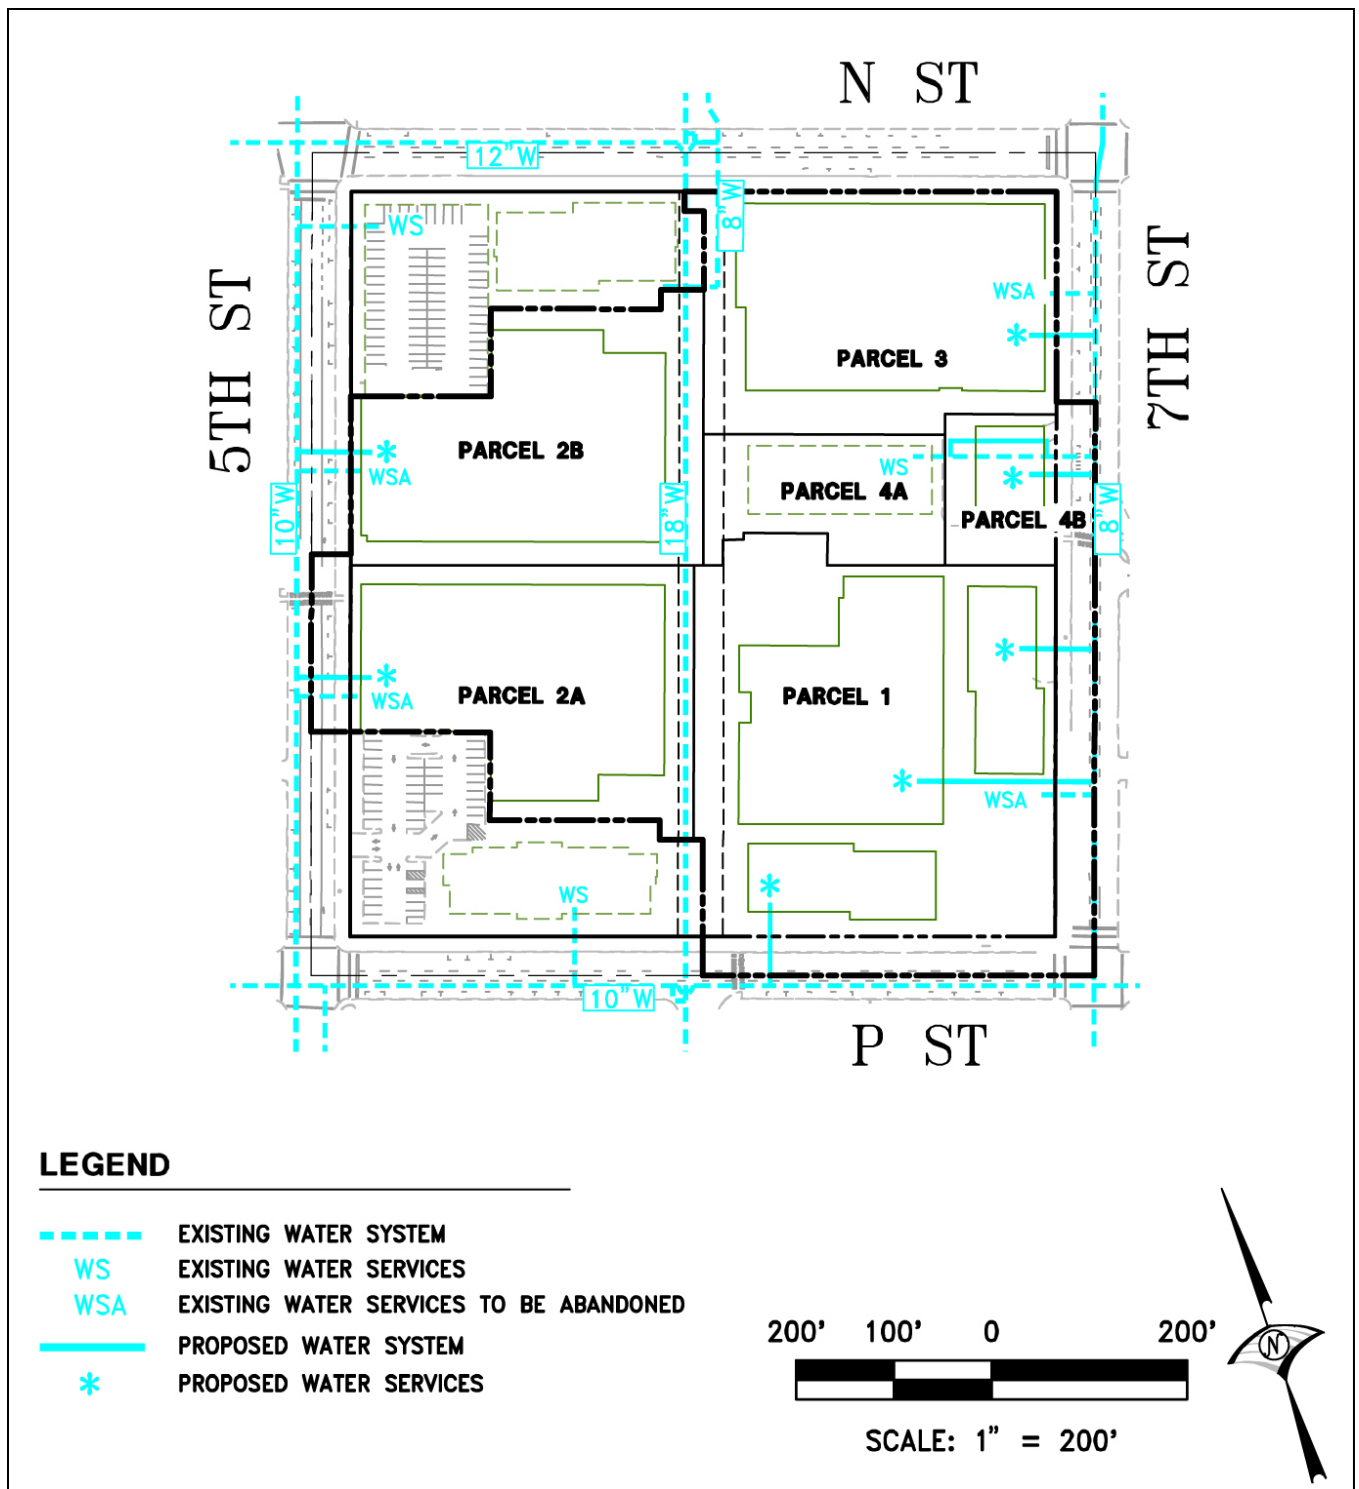 N ST
12"W
8"W
WS
5TH ST
7TH ST
WSA
PARCEL 3
PARCEL 2B
WSA
WS
PARCEL 4A
PARCEL 4B
10"W
18"W
8"W
PARCEL 2A
WSA
PARCEL 1
WSA
WS
10"W
P ST
LEGEND
EXISTING WATER SYSTEM
WS EXISTING WATER SERVICES
WSA EXISTING WATER SERVICES TO BE ABANDONED
PROPOSED WATER SYSTEM
* PROPOSED WATER SERVICES
200' 100' 0 200'
SCALE: 1" = 200'
N